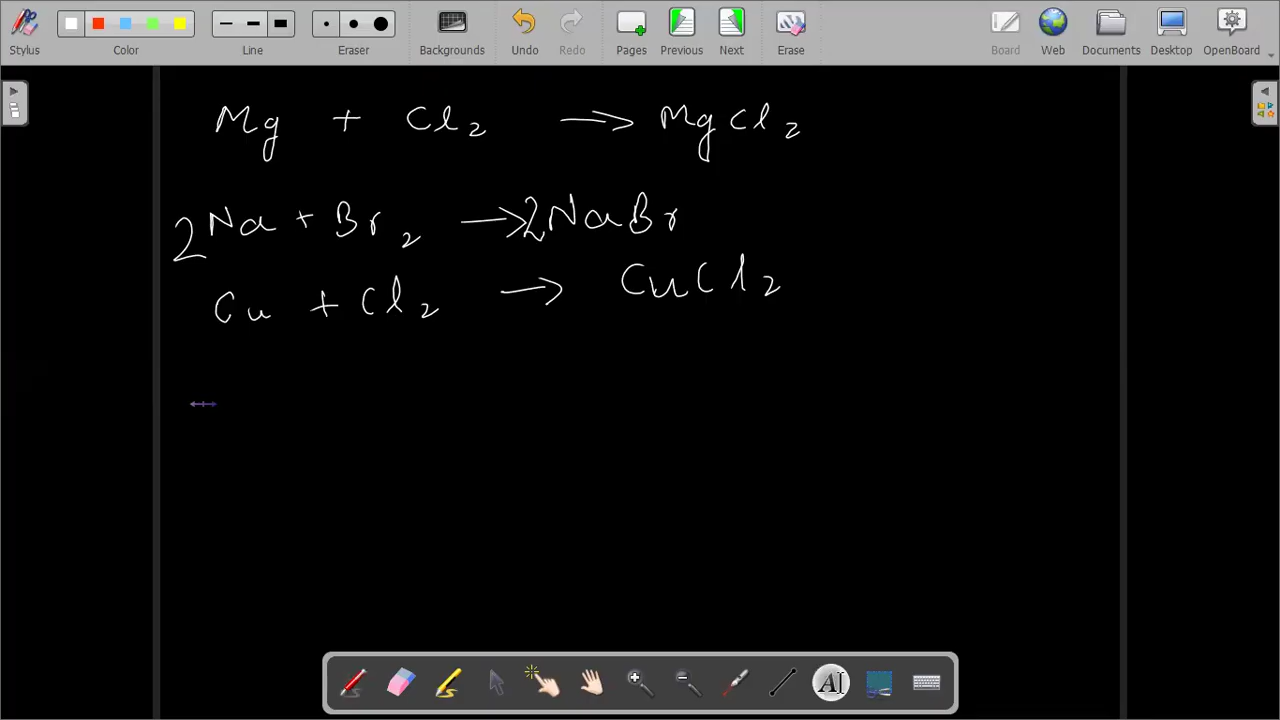 Stylus Color Line Eraser Backgrounds Undo Redo Pages Previous Next Erase Board Web Documents Desktop OpenBoard
Mg + Cl₂ → MgCl₂
2Na + Br₂ → 2NaBr
Cu + Cl₂ → CuCl₂
AI